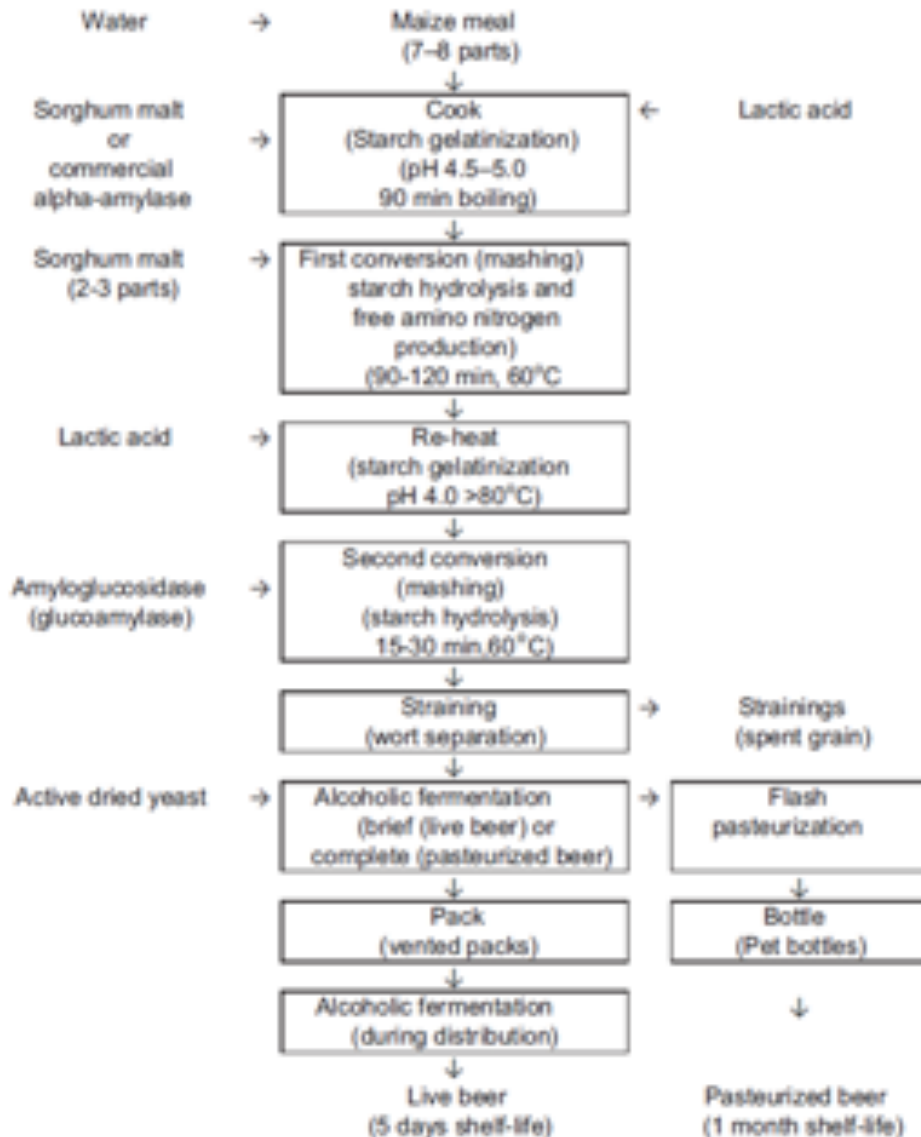 Water → Maize meal
(7–8 parts)
↓
Sorghum malt
or
commercial
alpha-amylase
→
Cook
(Starch gelatinization)
(pH 4.5–5.0
90 min boiling)
← Lactic acid
↓
Sorghum malt
(2-3 parts)
→
First conversion (mashing)
starch hydrolysis and
free amino nitrogen
production)
(90-120 min, 60°C
↓
Lactic acid →
Re-heat
(starch gelatinization
pH 4.0 >80°C)
↓
Amyloglucosidase
(glucoamylase)
→
Second conversion
(mashing)
(starch hydrolysis)
15-30 min,60°C)
↓
Straining
(wort separation)
→
Strainings
(spent grain)
↓
Active dried yeast →
Alcoholic fermentation
(brief (live beer) or
complete (pasteurized beer)
→
Flash
pasteurization
↓
Pack
(vented packs)
↓
Bottle
(Pet bottles)
↓
Alcoholic fermentation
(during distribution)
↓
↓
Live beer
(5 days shelf-life)
Pasteurized beer
(1 month shelf-life)